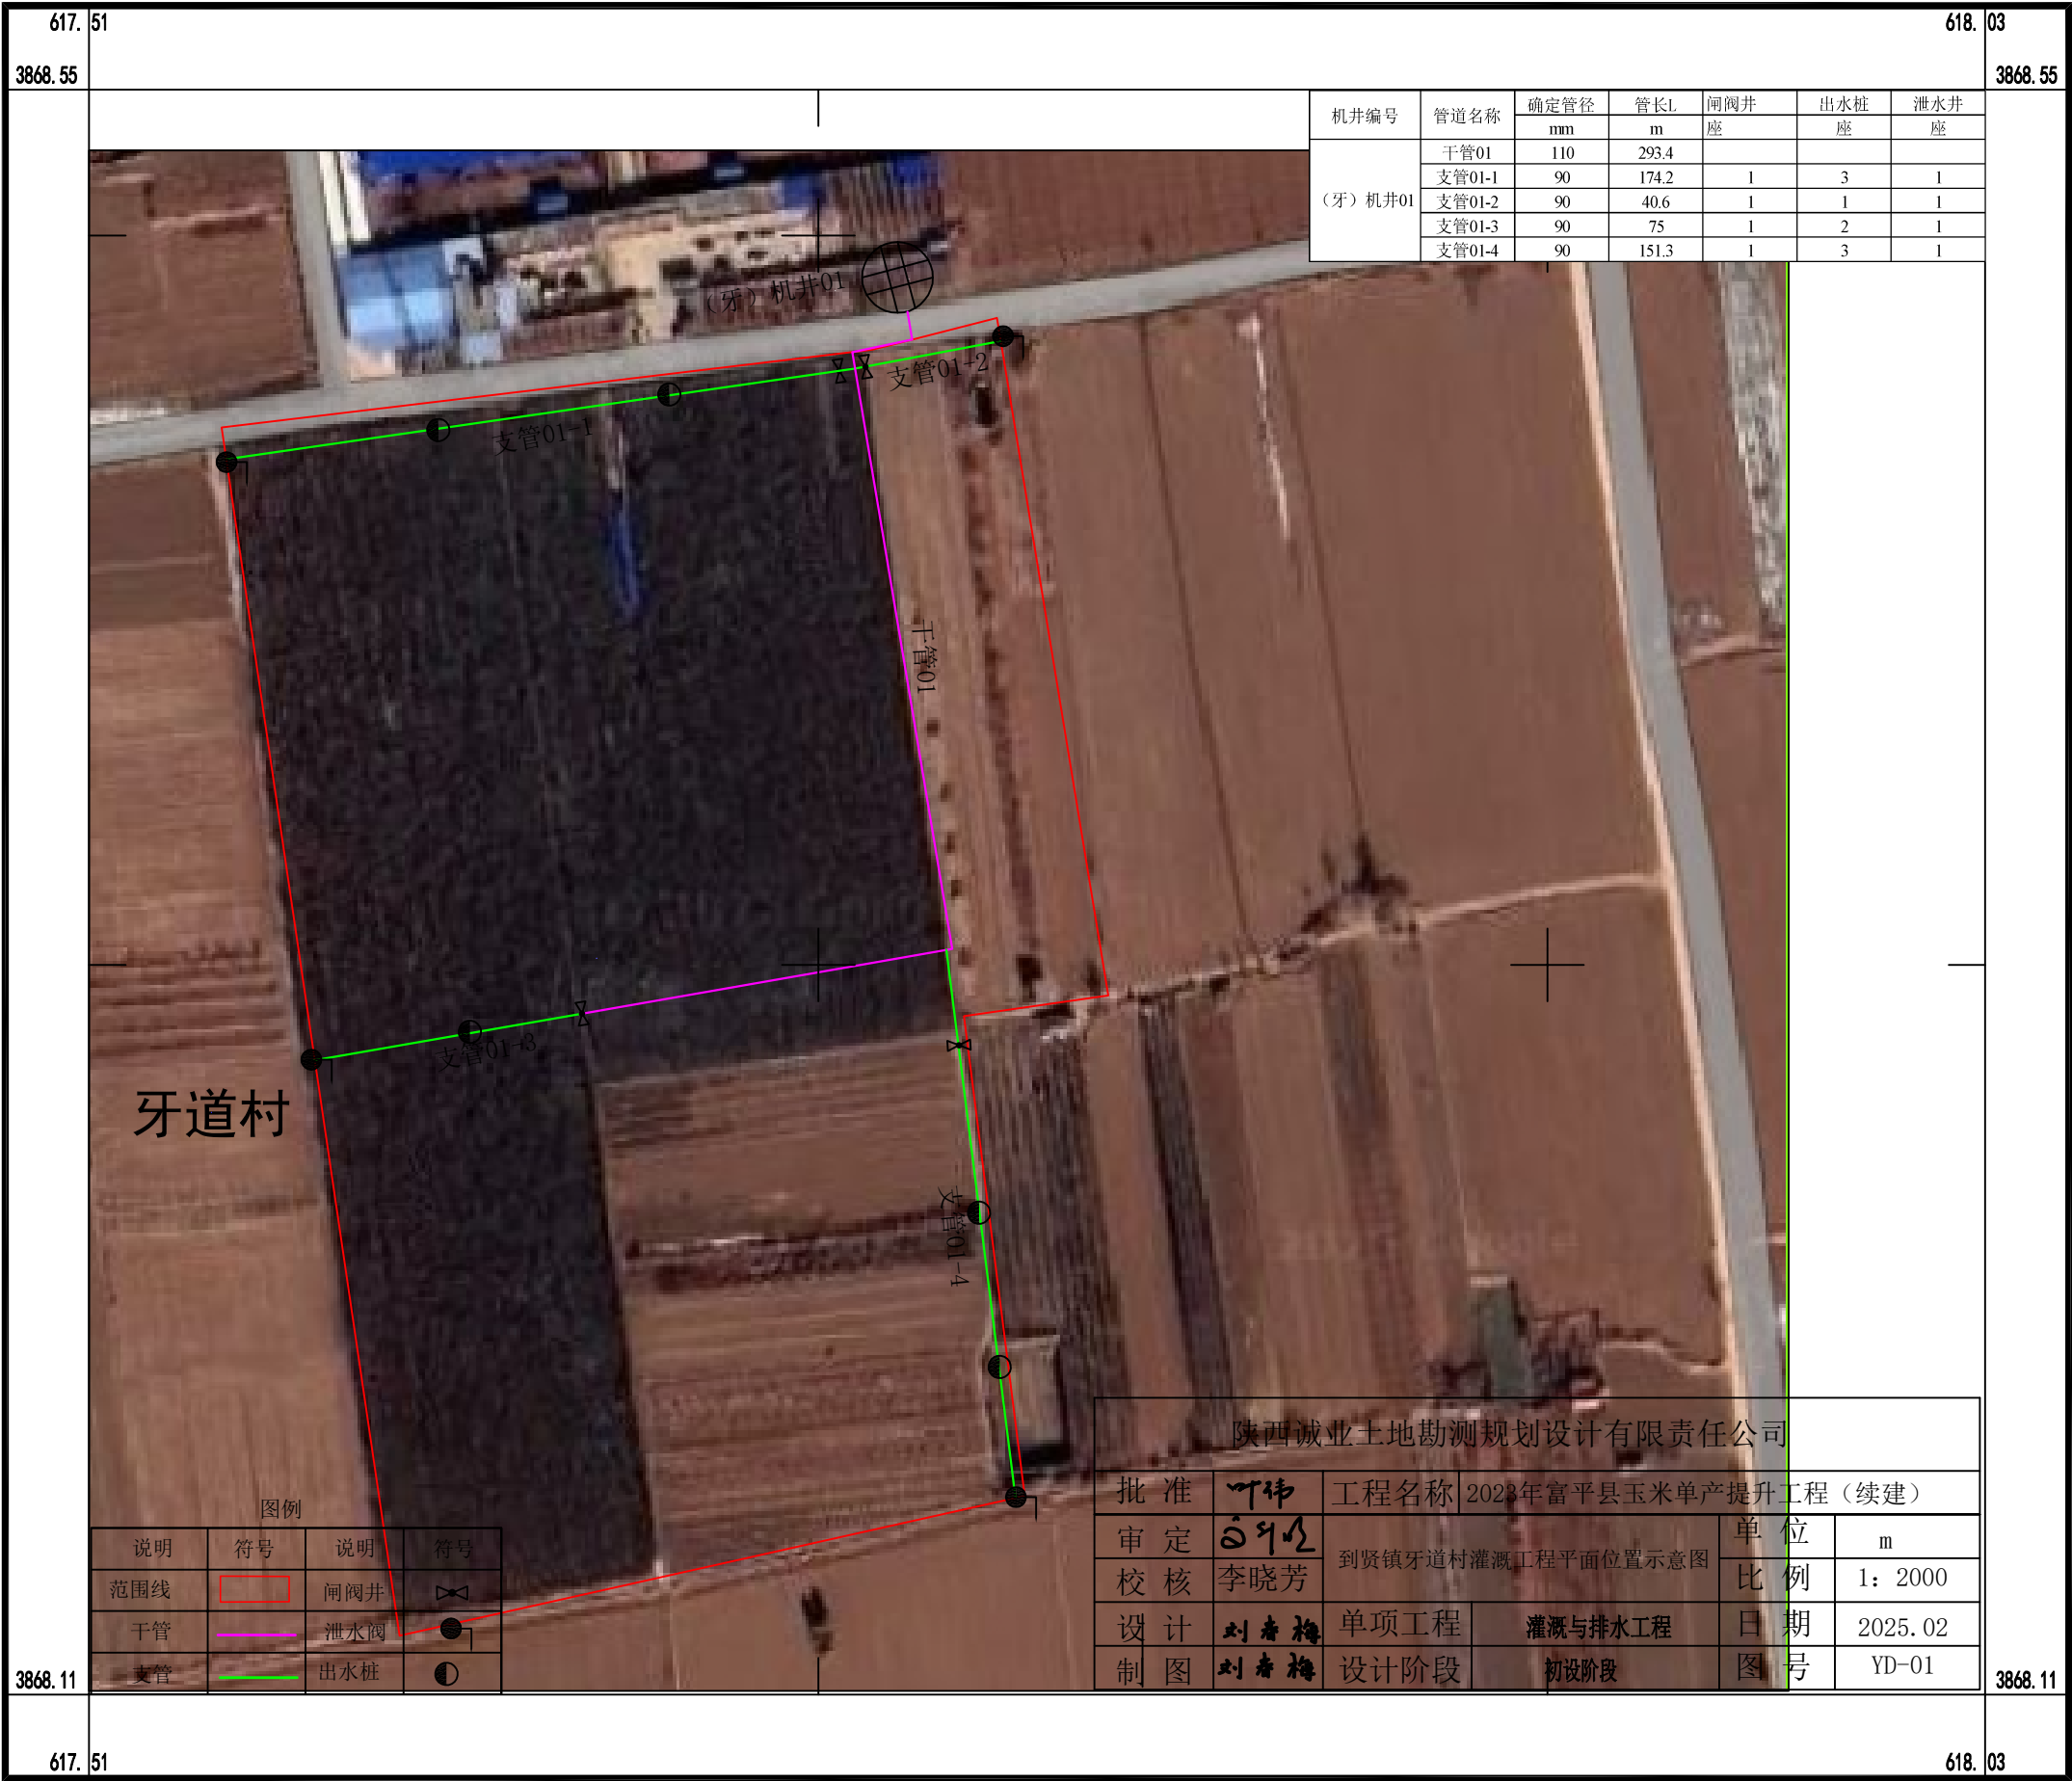 617. 51
618. 03
3868.55
3868.55
机井编号 管道名称 确定管径 管长L 闸阀井 出水桩 泄水井
mm m 座 座 座
(牙)机井01
干管01 110 293.4
支管01-1 90 174.2 1 3 1
支管01-2 90 40.6 1 1 1
支管01-3 90 75 1 2 1
支管01-4 90 151.3 1 3 1
(牙)机井01
支管01-2
支管01-1
干管01
支管01-3
牙道村
支管01-4
图例
说明 符号 说明 符号
范围线 闸阀井
干管 泄水阀
支管 出水桩
陕西诚业土地勘测规划设计有限责任公司
批 准 工程名称 2023年富平县玉米单产提升工程(续建)
审 定 到贤镇牙道村灌溉工程平面位置示意图 单 位 m
校 核 李晓芳 比 例 1: 2000
设 计 刘春梅 单项工程 灌溉与排水工程 日 期 2025.02
制 图 刘春梅 设计阶段 初设阶段 图 号 YD-01
3868.11
3868.11
617. 51
618. 03